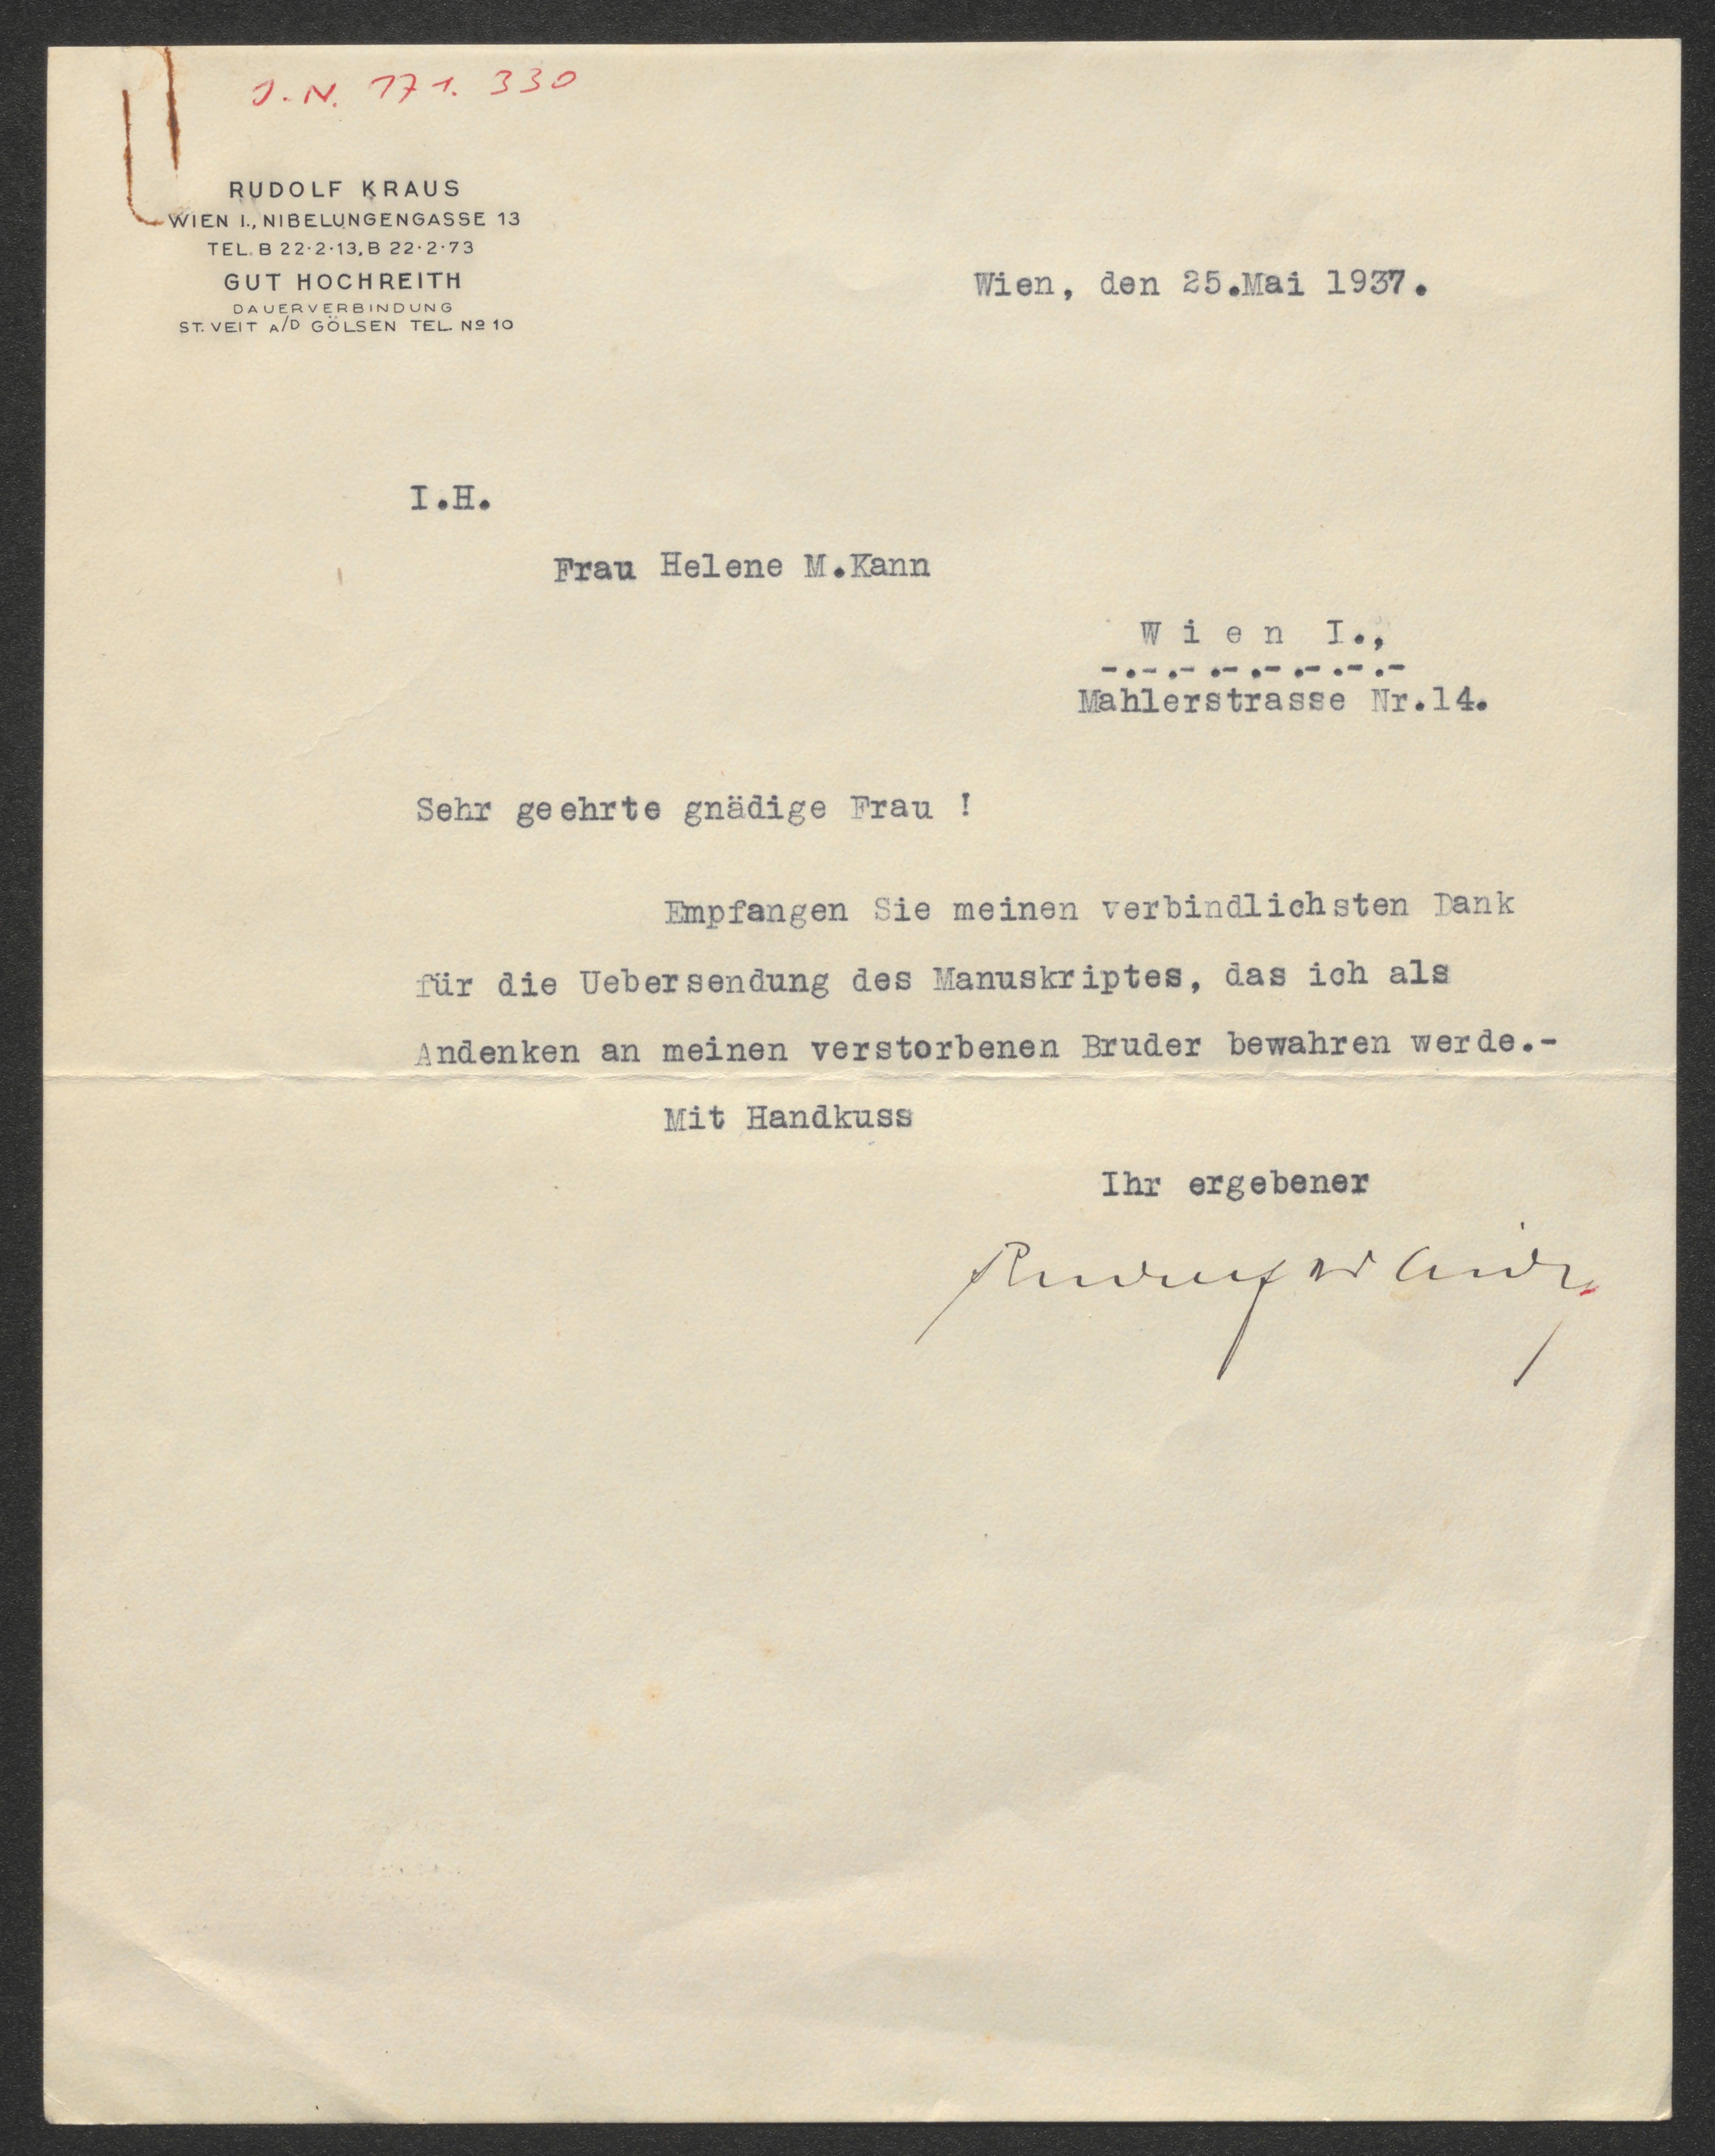 J.N. 171.330
RUDOLF KRAUS
WIEN I., NIBELUNGENGASSE 13
TEL. B 22·2·13, B 22·2·73
GUT HOCHREITH
DAUERVERBINDUNG
ST. VEIT A/D GÖLSEN TEL. № 10
Wien, den 25.Mai 1937.
I.H.
Frau Helene M.Kann
W i e n  I.,
-.-.-.-.-.-.-.-
Mahlerstrasse Nr.14.
Sehr geehrte gnädige Frau !
Empfangen Sie meinen verbindlichsten Dank
für die Uebersendung des Manuskriptes, das ich als
Andenken an meinen verstorbenen Bruder bewahren werde.-
Mit Handkuss
Ihr ergebener
Rudolf Kraus